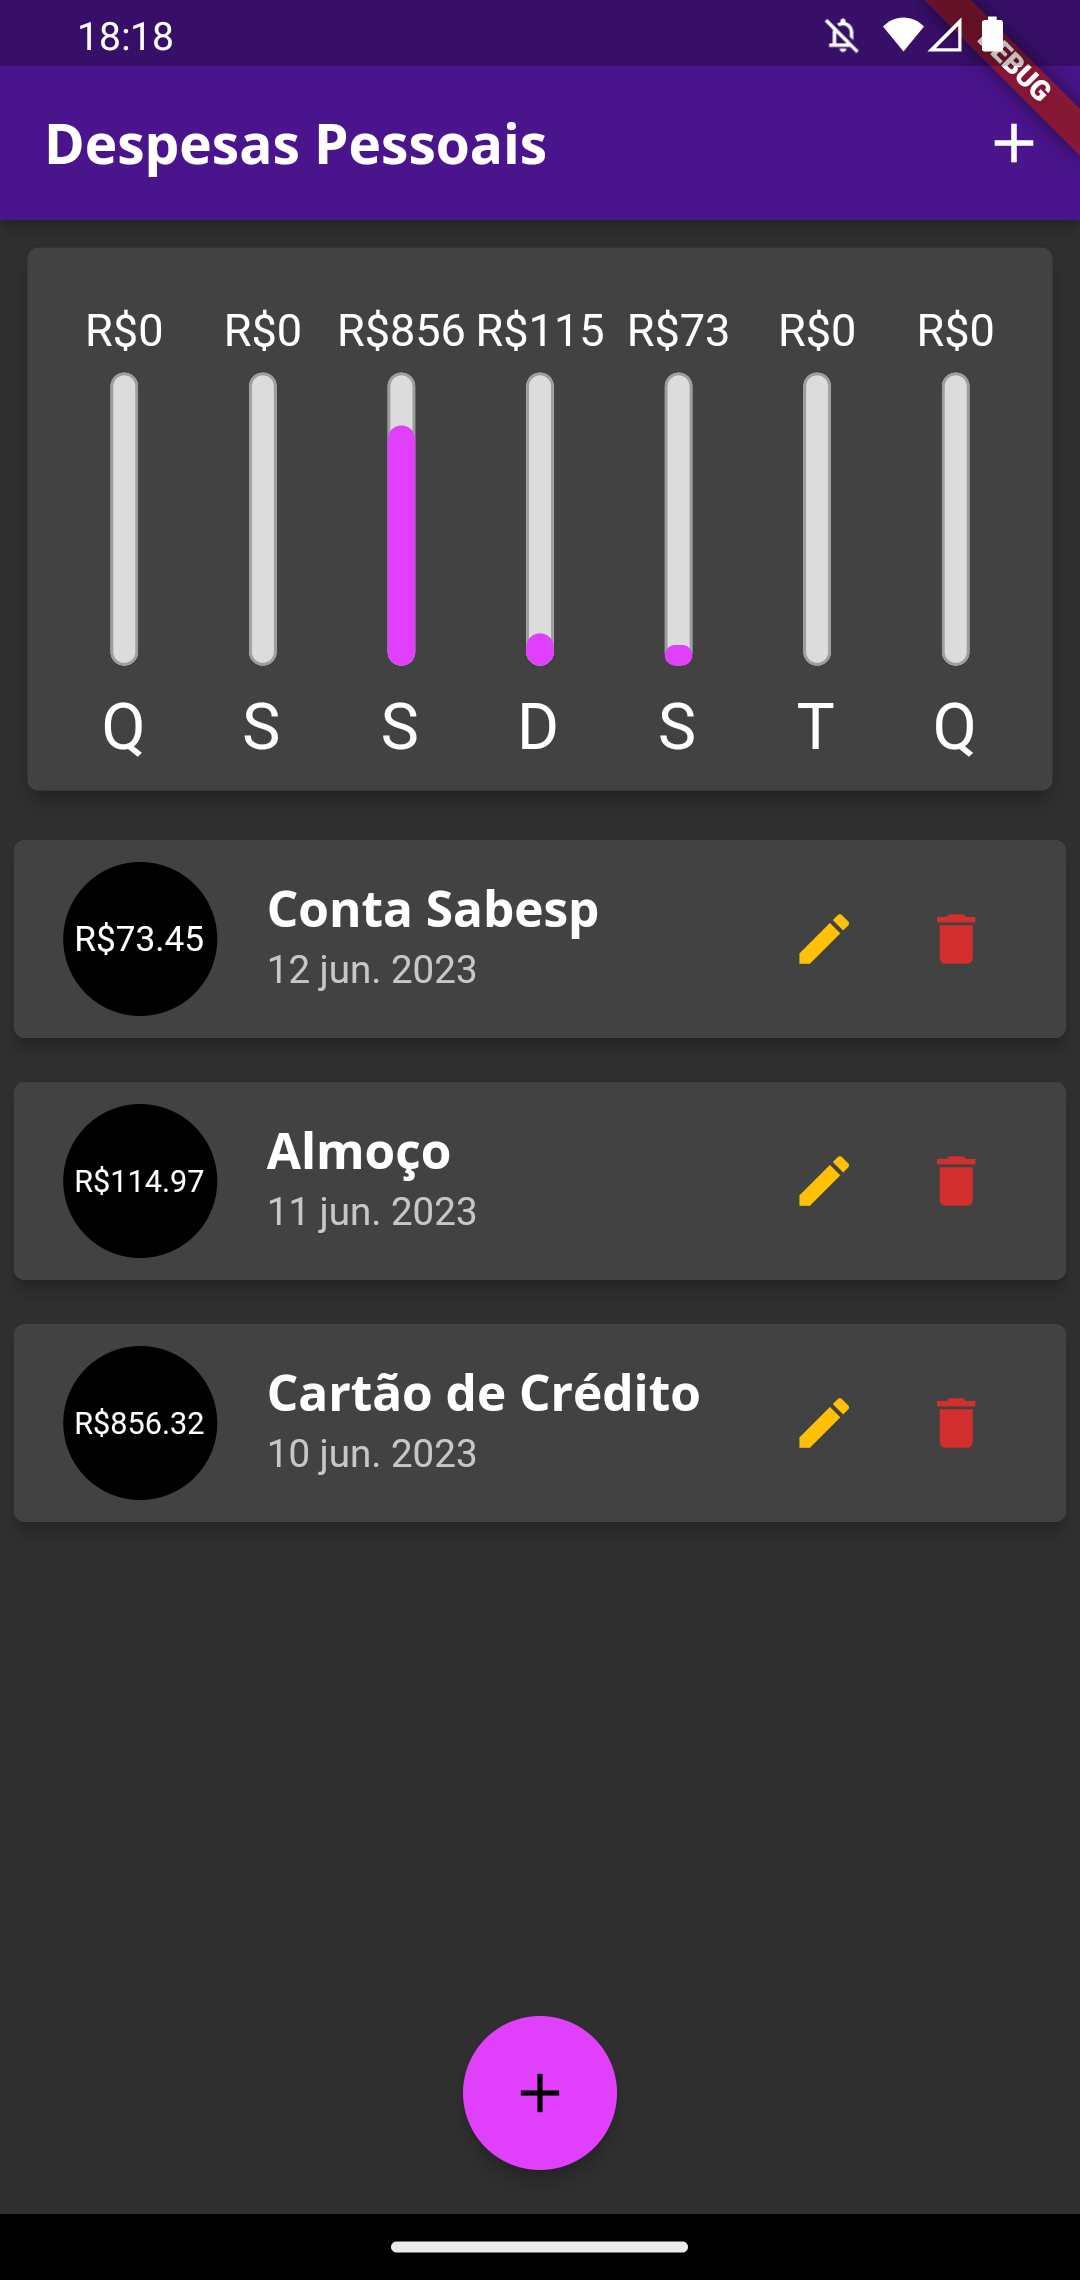 18:18
EBUG
Despesas Pessoais
R$0 R$0 R$856 R$115 R$73 R$0 R$0
Q S S D S T Q
R$73.45
Conta Sabesp
12 jun. 2023
R$114.97
Almoço
11 jun. 2023
R$856.32
Cartão de Crédito
10 jun. 2023